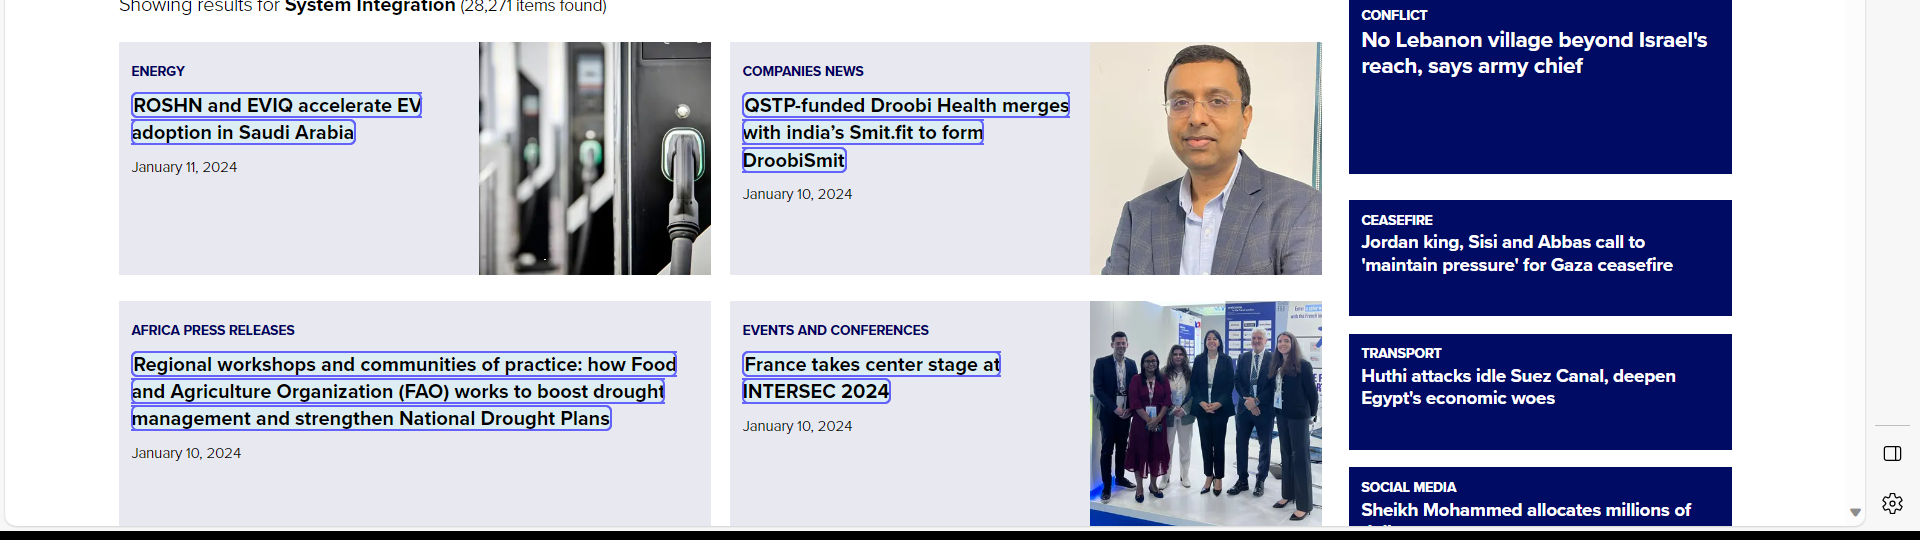 Showing results for System Integration (28,271 items found)
ENERGY
ROSHN and EVIQ accelerate EV
adoption in Saudi Arabia
January 11, 2024
COMPANIES NEWS
QSTP-funded Droobi Health merges
with india's Smit.fit to form
DroobiSmit
January 10, 2024
AFRICA PRESS RELEASES
Regional workshops and communities of practice: how Food
and Agriculture Organization (FAO) works to boost drought
management and strengthen National Drought Plans
January 10, 2024
EVENTS AND CONFERENCES
France takes center stage at
INTERSEC 2024
January 10, 2024
CONFLICT
No Lebanon village beyond Israel's
reach, says army chief
CEASEFIRE
Jordan king, Sisi and Abbas call to
'maintain pressure' for Gaza ceasefire
TRANSPORT
Huthi attacks idle Suez Canal, deepen
Egypt's economic woes
SOCIAL MEDIA
Sheikh Mohammed allocates millions of